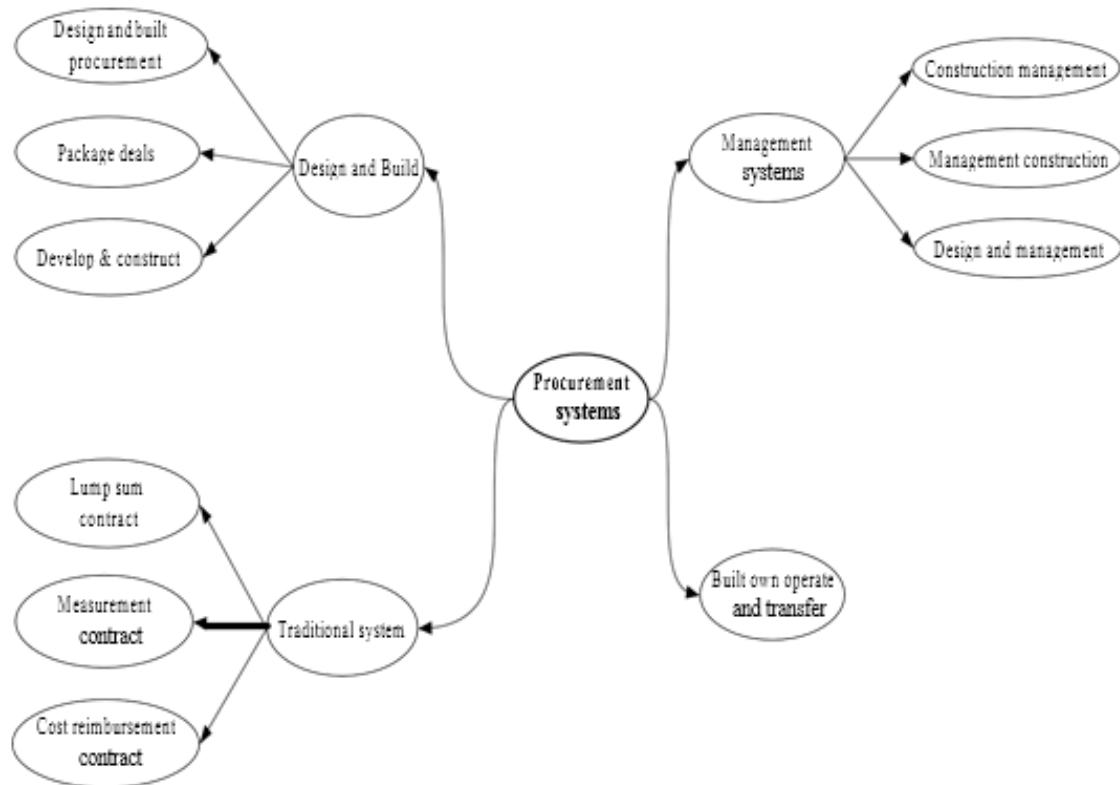 Design and built
procurement
Package deals
Design and Build
Develop & construct
Management
systems
Construction management
Management construction
Design and management
Procurement
systems
Lump sum
contract
Measurement
contract
Traditional system
Cost reimbursement
contract
Built own operate
and transfer